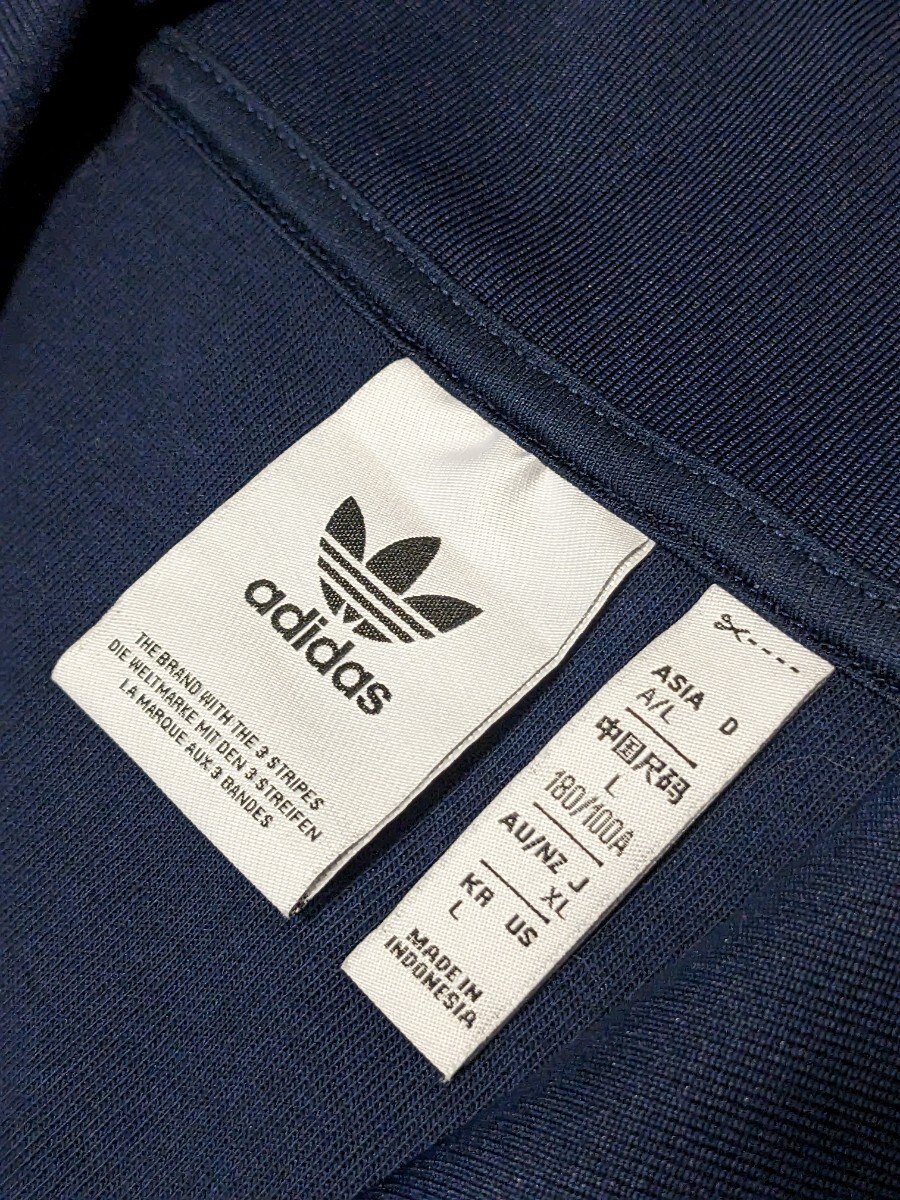 adidas
THE BRAND WITH THE 3 STRIPES
DIE WELTMARKE MIT DEN 3 STREIFEN
LA MARQUE AUX 3 BANDES
ASIA D
A/L
中国尺码
L
180/100A
AU/NZ J
XL
KR US
L
MADE IN
INDONESIA